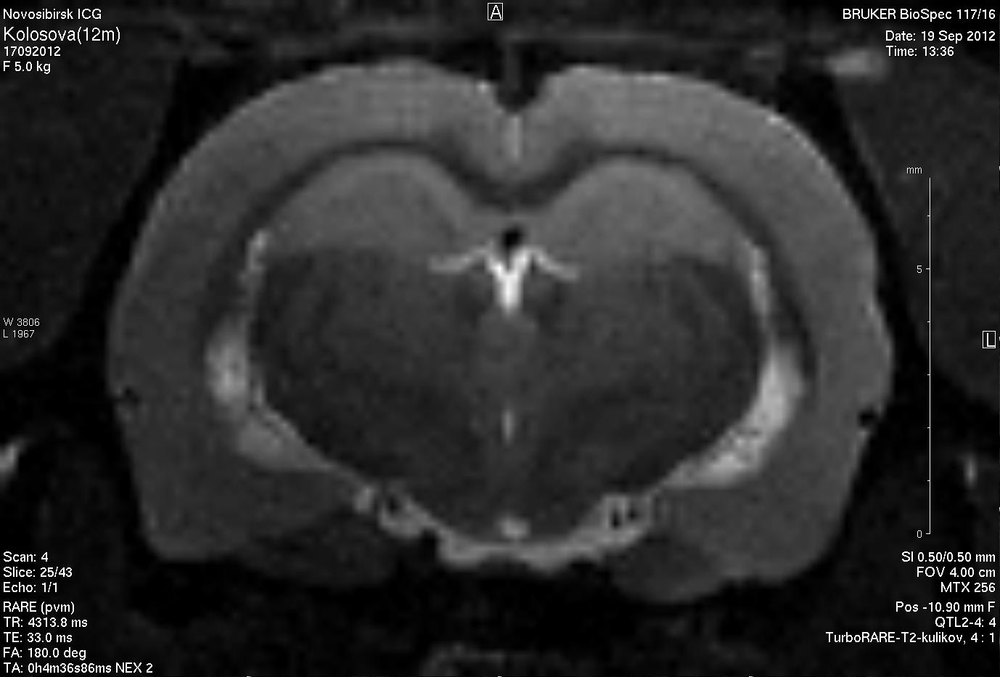 Novosibirsk ICG
Kolosova(12m)
17092012
F 5.0 kg
A
BRUKER BioSpec 117/16
Date: 19 Sep 2012
Time: 13:36
mm
5
0
W 3806
L 1967
L
Scan: 4
Slice: 25/43
Echo: 1/1
RARE (pvm)
TR: 4313.8 ms
TE: 33.0 ms
FA: 180.0 deg
TA: 0h4m36s86ms NEX 2
SI 0.50/0.50 mm
FOV 4.00 cm
MTX 256
Pos -10.90 mm F
QTL2-4: 4
TurboRARE-T2-kulikov, 4 : 1